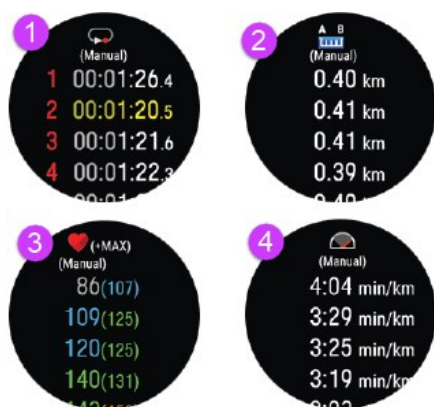 1
(Manual)
1 00:01:26.4
2 00:01:20.5
3 00:01:21.6
4 00:01:22.3
2
A B
(Manual)
0.40 km
0.41 km
0.41 km
0.39 km
3
(+MAX)
(Manual)
86(107)
109(125)
120(125)
140(131)
4
(Manual)
4:04 min/km
3:29 min/km
3:25 min/km
3:19 min/km